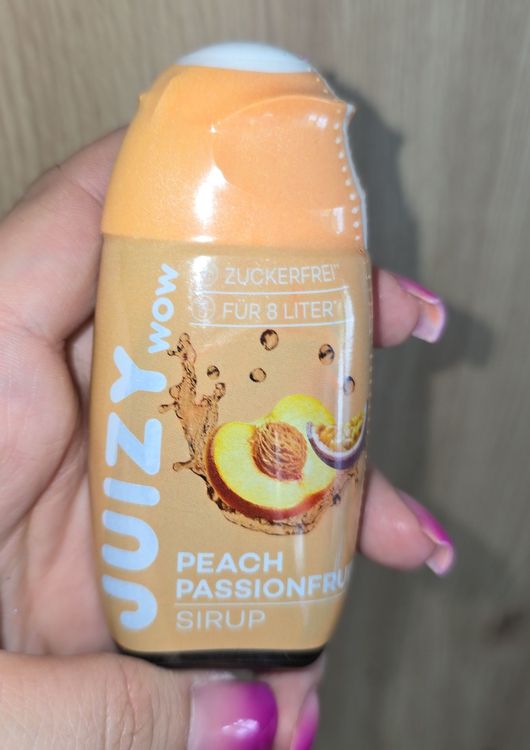 JUIZY
WOW
ZUCKERFREI*
FÜR 8 LITER*
PEACH
PASSIONFRU
SIRUP